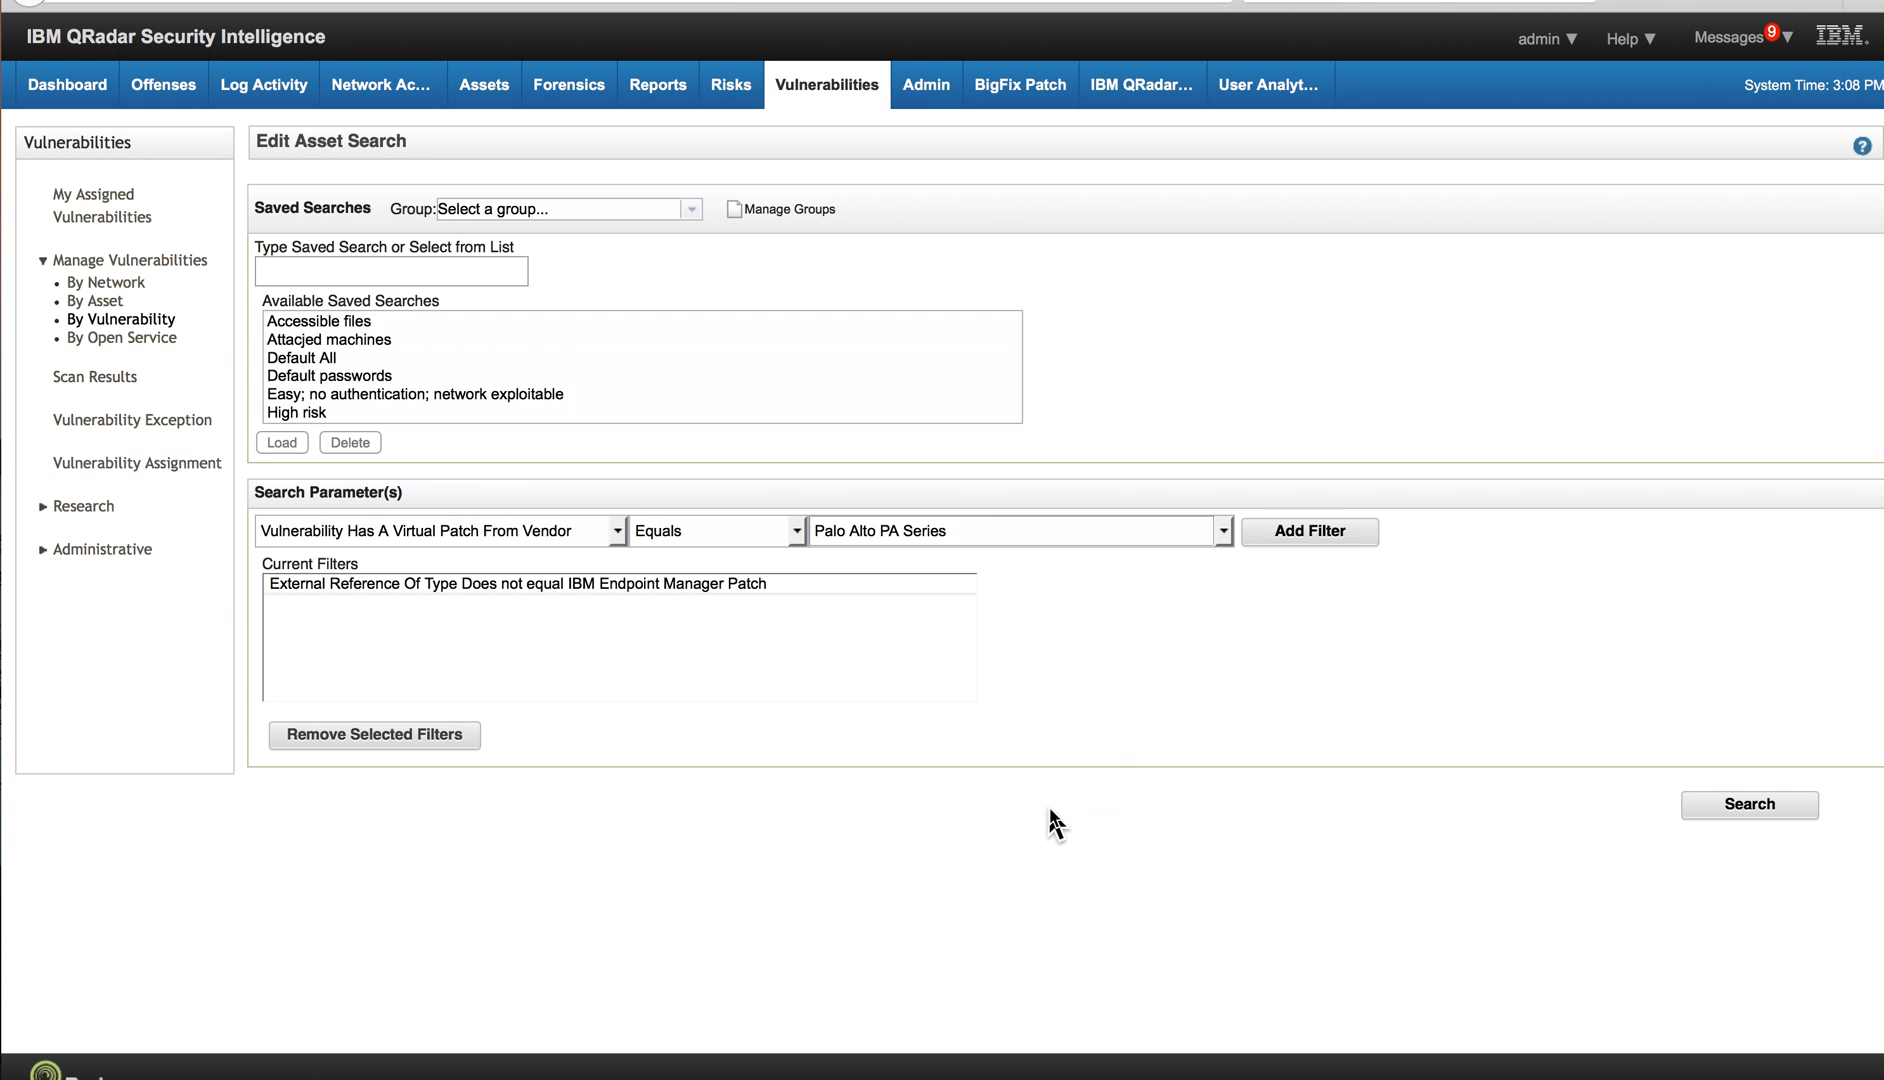 IBM QRadar Security Intelligence
admin ▼ Help ▼ Messages 9 ▼ IBM.
Dashboard Offenses Log Activity Network Ac... Assets Forensics Reports Risks Vulnerabilities Admin BigFix Patch IBM QRadar... User Analyt... System Time: 3:08 PM
Vulnerabilities
My Assigned
Vulnerabilities
Manage Vulnerabilities
By Network
By Asset
By Vulnerability
By Open Service
Scan Results
Vulnerability Exception
Vulnerability Assignment
Research
Administrative
Edit Asset Search
?
Saved Searches Group: Select a group... Manage Groups
Type Saved Search or Select from List
Available Saved Searches
Accessible files
Attacjed machines
Default All
Default passwords
Easy; no authentication; network exploitable
High risk
Load Delete
Search Parameter(s)
Vulnerability Has A Virtual Patch From Vendor Equals Palo Alto PA Series Add Filter
Current Filters
External Reference Of Type Does not equal IBM Endpoint Manager Patch
Remove Selected Filters
Search